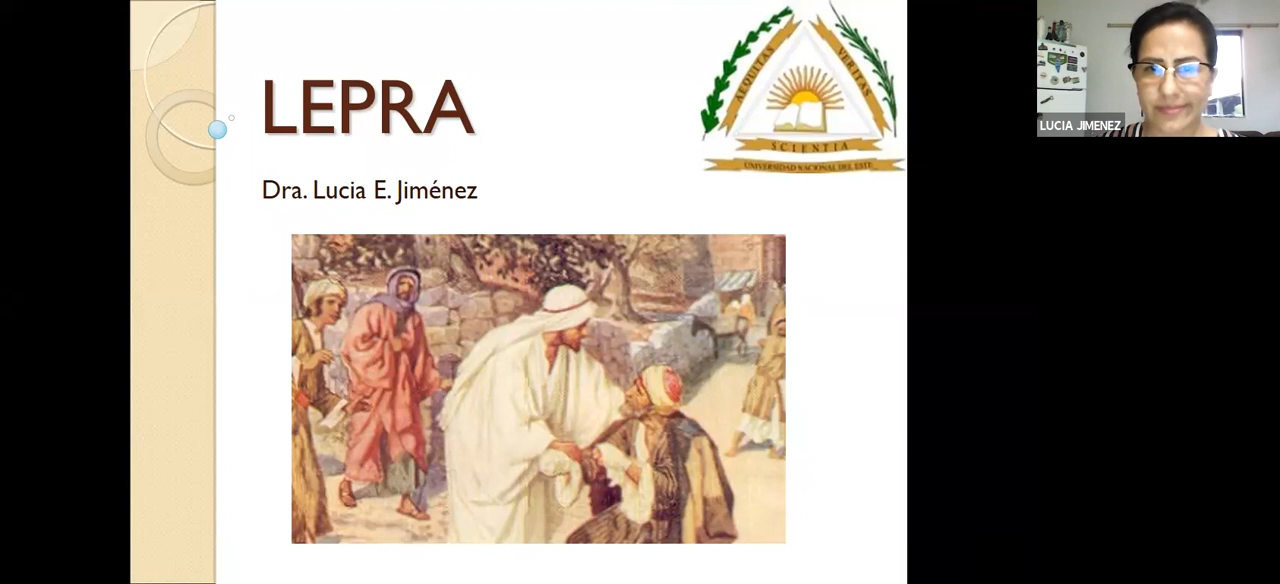 LEPRA
Dra. Lucia E. Jiménez
AEQUITAS
VERITAS
SCIENTIA
UNIVERSIDAD NACIONAL DEL ESTE
LUCIA JIMENEZ